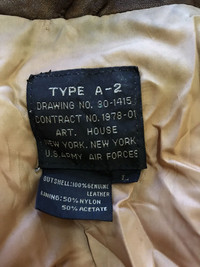 TYPE A-2
DRAWING NO. 30-1415
CONTRACT NO. 1978-01
ART. HOUSE
NEW YORK, NEW YORK
U.S. ARMY AIR FORCES
L
OUTSHELL: 100% GENUINE
LEATHER
LINING: 50% NYLON
50% ACETATE